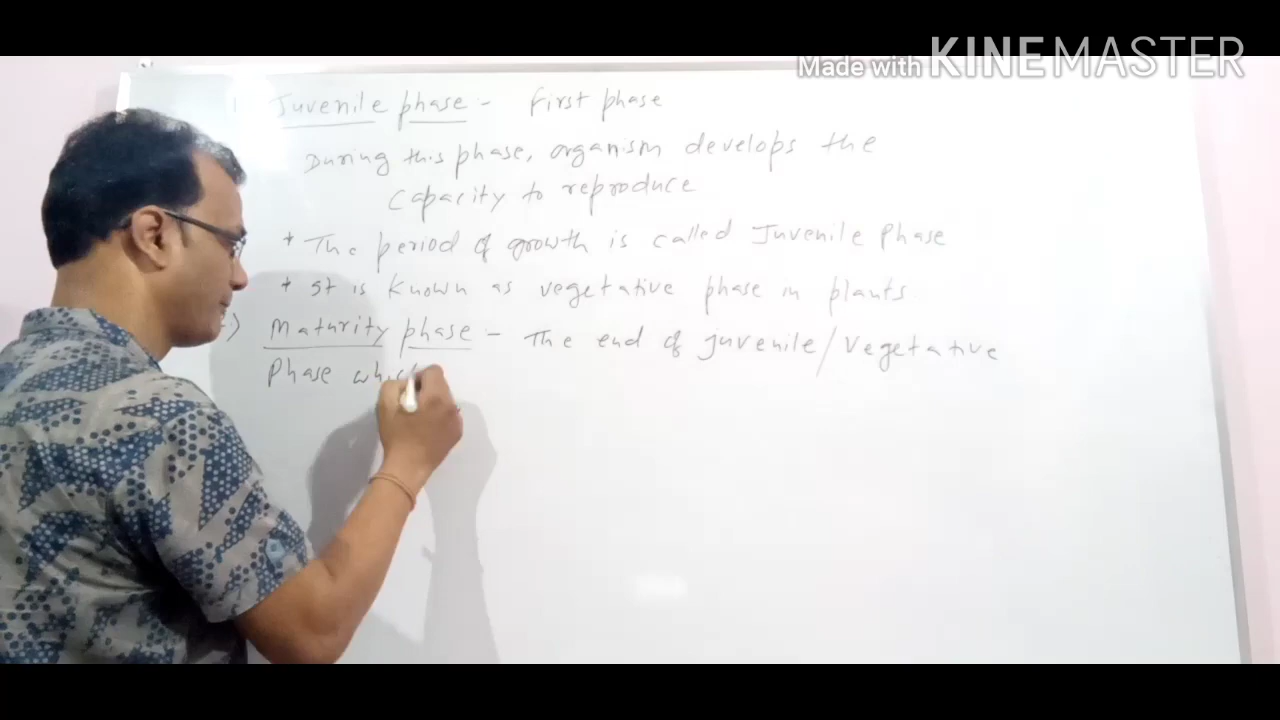 Made with KINEMASTER
Juvenile phase - First phase
During this phase, organism develops the
capacity to reproduce
* The period of growth is called Juvenile Phase
* It is known as vegetative phase in plants.
Maturity phase - The end of juvenile/vegetative
Phase